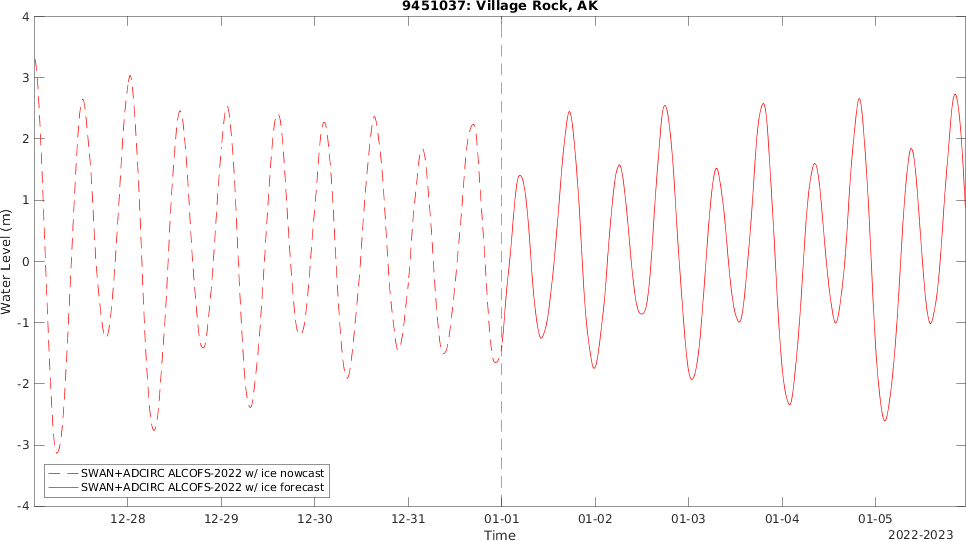 9451037: Village Rock, AK
4
3
2
1
0
-1
-2
-3
-4
Water Level (m)
SWAN+ADCIRC ALCOFS-2022 w/ ice nowcast
SWAN+ADCIRC ALCOFS-2022 w/ ice forecast
12-28 12-29 12-30 12-31 01-01 01-02 01-03 01-04 01-05
Time
2022-2023